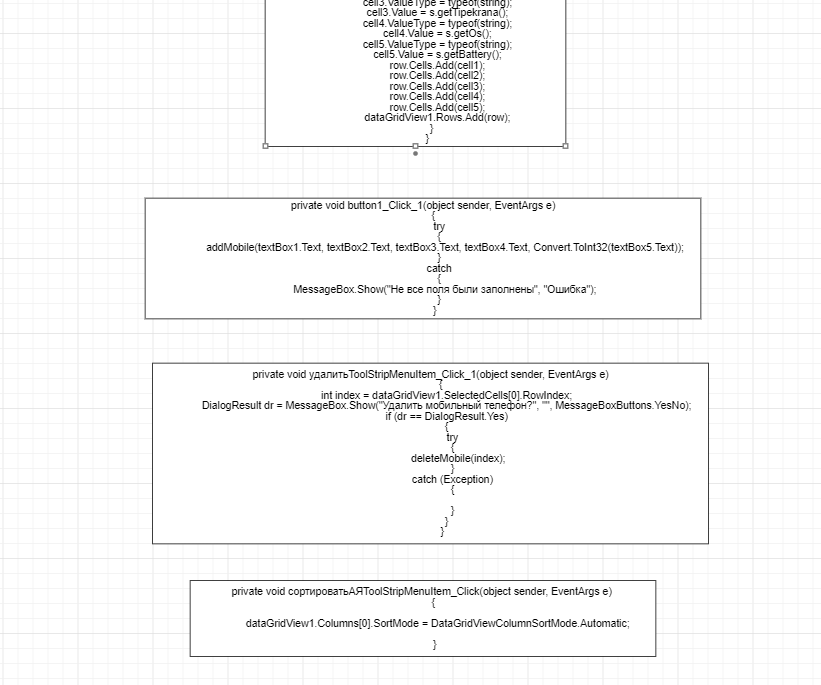 cell3.ValueType = typeof(string);
cell3.Value = s.getTipekrana();
cell4.ValueType = typeof(string);
cell4.Value = s.getOs();
cell5.ValueType = typeof(string);
cell5.Value = s.getBattery();
row.Cells.Add(cell1);
row.Cells.Add(cell2);
row.Cells.Add(cell3);
row.Cells.Add(cell4);
row.Cells.Add(cell5);
dataGridView1.Rows.Add(row);
}
}
private void button1_Click_1(object sender, EventArgs e)
{
try
{
addMobile(textBox1.Text, textBox2.Text, textBox3.Text, textBox4.Text, Convert.ToInt32(textBox5.Text));
}
catch
{
MessageBox.Show("Не все поля были заполнены", "Ошибка");
}
}
private void удалитьToolStripMenuItem_Click_1(object sender, EventArgs e)
{
int index = dataGridView1.SelectedCells[0].RowIndex;
DialogResult dr = MessageBox.Show("Удалить мобильный телефон?", "", MessageBoxButtons.YesNo);
if (dr == DialogResult.Yes)
{
try
{
deleteMobile(index);
}
catch (Exception)
{
}
}
}
private void сортироватьАЯToolStripMenuItem_Click(object sender, EventArgs e)
{
dataGridView1.Columns[0].SortMode = DataGridViewColumnSortMode.Automatic;
}